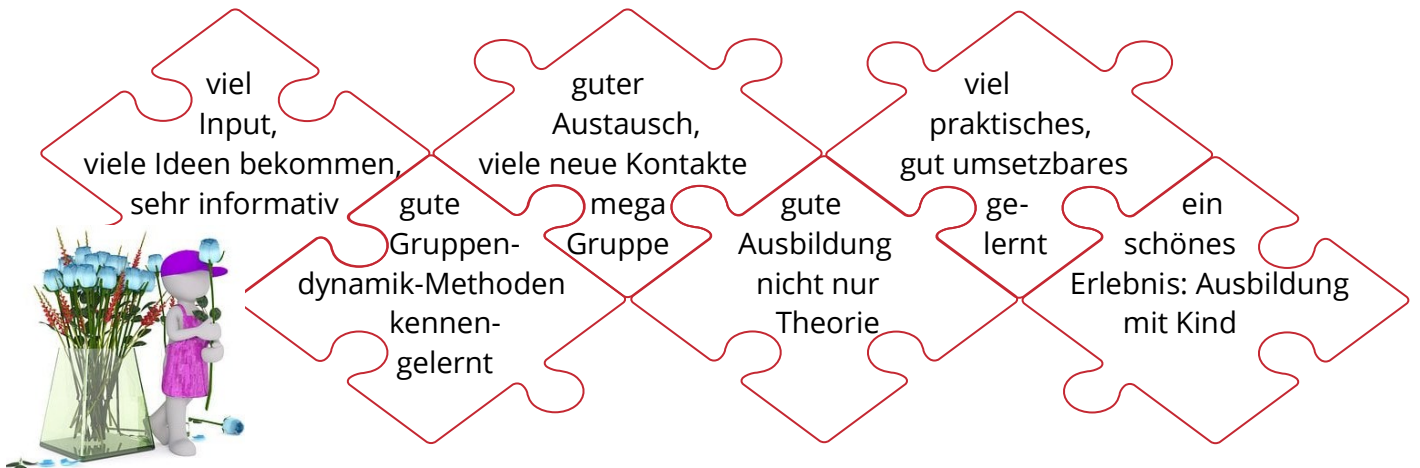 viel
Input,
viele Ideen bekommen,
sehr informativ
guter
Austausch,
viele neue Kontakte
mega
Gruppe
viel
praktisches,
gut umsetzbares
ge-
lernt
gute
Gruppen-
dynamik-Methoden
kennen-
gelernt
gute
Ausbildung
nicht nur
Theorie
ein
schönes
Erlebnis: Ausbildung
mit Kind